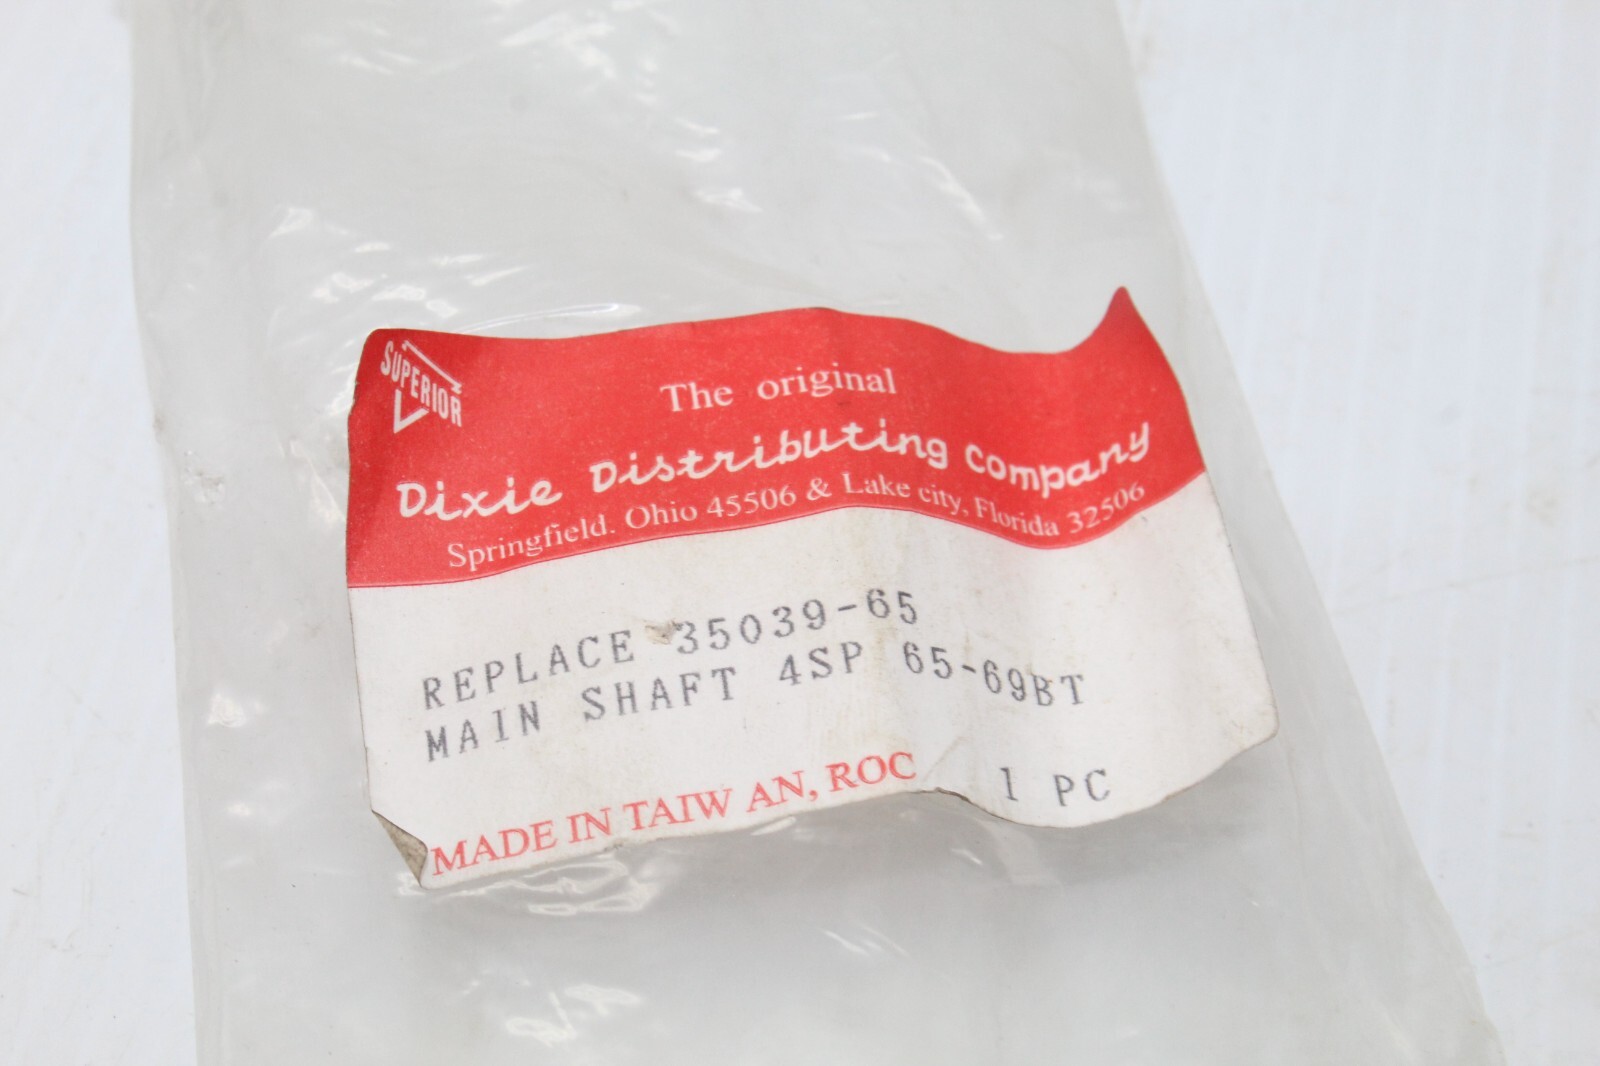 SUPERIOR
The original
Dixie Distributing Company
Springfield. Ohio 45506 & Lake city, Florida 32506
REPLACE 35039-65
MAIN SHAFT 4SP 65-69BT
MADE IN TAIW AN, ROC
1 PC